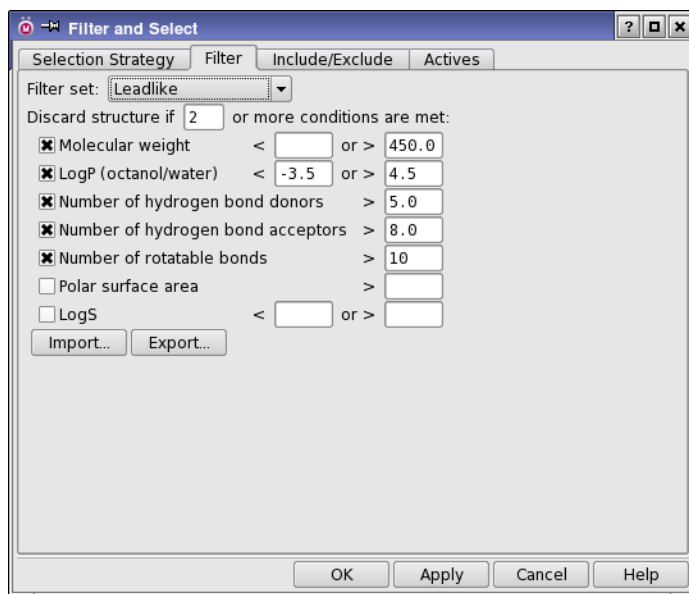 Filter and Select
Selection Strategy Filter Include/Exclude Actives
Filter set: Leadlike
Discard structure if 2 or more conditions are met:
Molecular weight < or > 450.0
LogP (octanol/water) < -3.5 or > 4.5
Number of hydrogen bond donors > 5.0
Number of hydrogen bond acceptors > 8.0
Number of rotatable bonds > 10
Polar surface area >
LogS < or >
Import... Export...
OK Apply Cancel Help